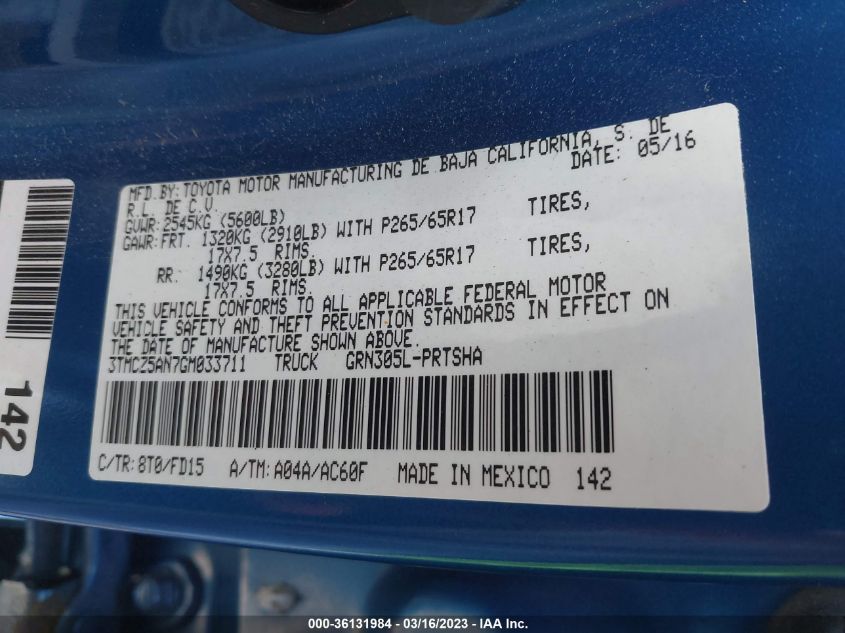 MFD.BY:TOYOTA MOTOR MANUFACTURING DE BAJA CALIFORNIA, S. DE
R.L. DE C.V. DATE: 05/16
GVWR:2545KG (5600LB)
GAWR:FRT. 1320KG (2910LB) WITH P265/65R17 TIRES,
17X7.5 RIMS.
RR: 1490KG (3280LB) WITH P265/65R17 TIRES,
17X7.5 RIMS.
THIS VEHICLE CONFORMS TO ALL APPLICABLE FEDERAL MOTOR
VEHICLE SAFETY AND THEFT PREVENTION STANDARDS IN EFFECT ON
THE DATE OF MANUFACTURE SHOWN ABOVE.
3TMCZ5AN7GM033711 TRUCK GRN305L-PRTSHA
C/TR:8T0/FD15 A/TM:A04A/AC60F MADE IN MEXICO 142
142
000-36131984 — 03/16/2023 — IAA Inc.